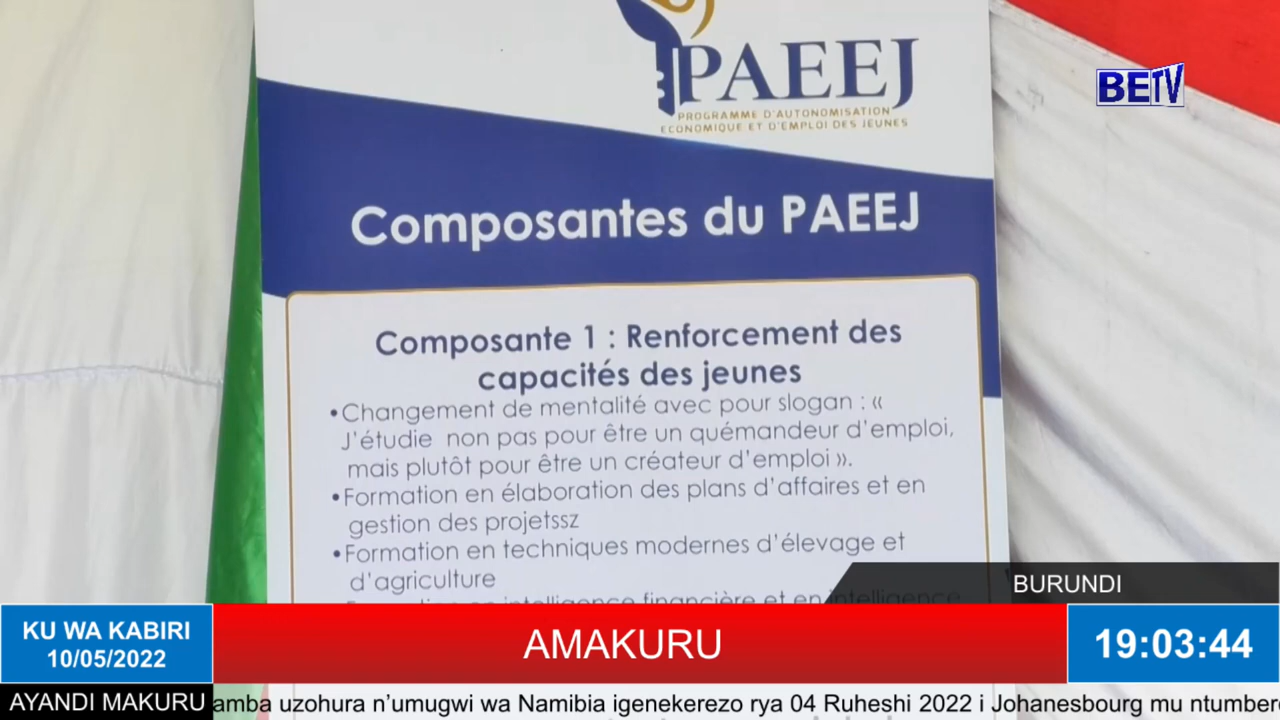 PAEEJ
PROGRAMME D'AUTONOMISATION
ECONOMIQUE ET D'EMPLOI DES JEUNES
BETV
Composantes du PAEEJ
Composante 1 : Renforcement des
capacités des jeunes
•Changement de mentalité avec pour slogan : «
J'étudie non pas pour être un quémandeur d'emploi,
mais plutôt pour être un créateur d'emploi ».
•Formation en élaboration des plans d'affaires et en
gestion des projetssz
•Formation en techniques modernes d'élevage et
d'agriculture
financière et en intelligence
BURUNDI
KU WA KABIRI
10/05/2022
AMAKURU
19:03:44
AYANDI MAKURU
amba uzohura n'umugwi wa Namibia igenekerezo rya 04 Ruheshi 2022 i Johanesbourg mu